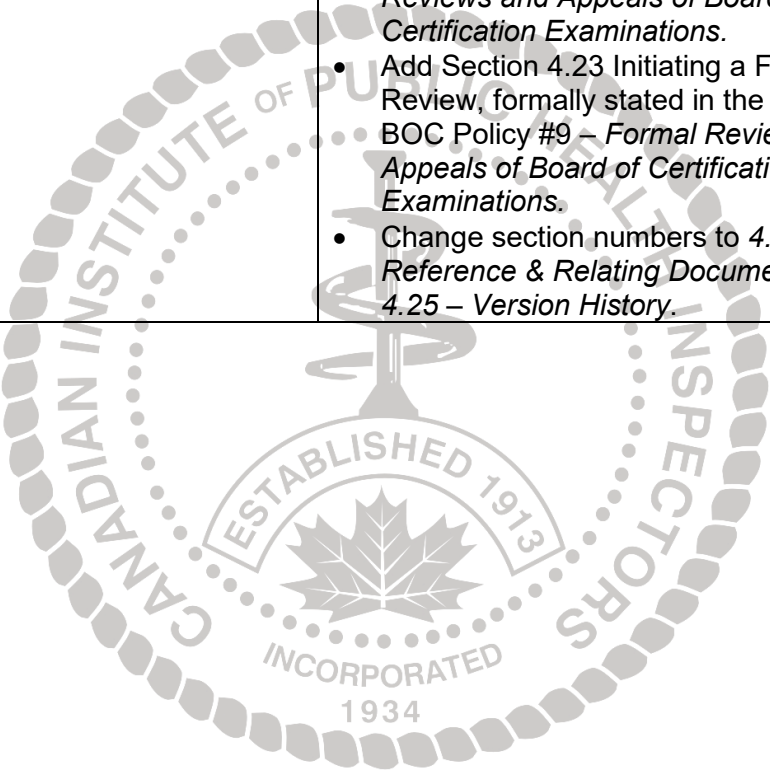 Reviews and Appeals of Board
Certification Examinations.
• Add Section 4.23 Initiating a F
Review, formally stated in the
BOC Policy #9 – Formal Revie
Appeals of Board of Certificati
Examinations.
• Change section numbers to 4.
Reference & Relating Docume
4.25 – Version History.
CANADIAN INSTITUTE OF PUBLIC HEALTH INSPECTORS
ESTABLISHED 1913
INCORPORATED
1934